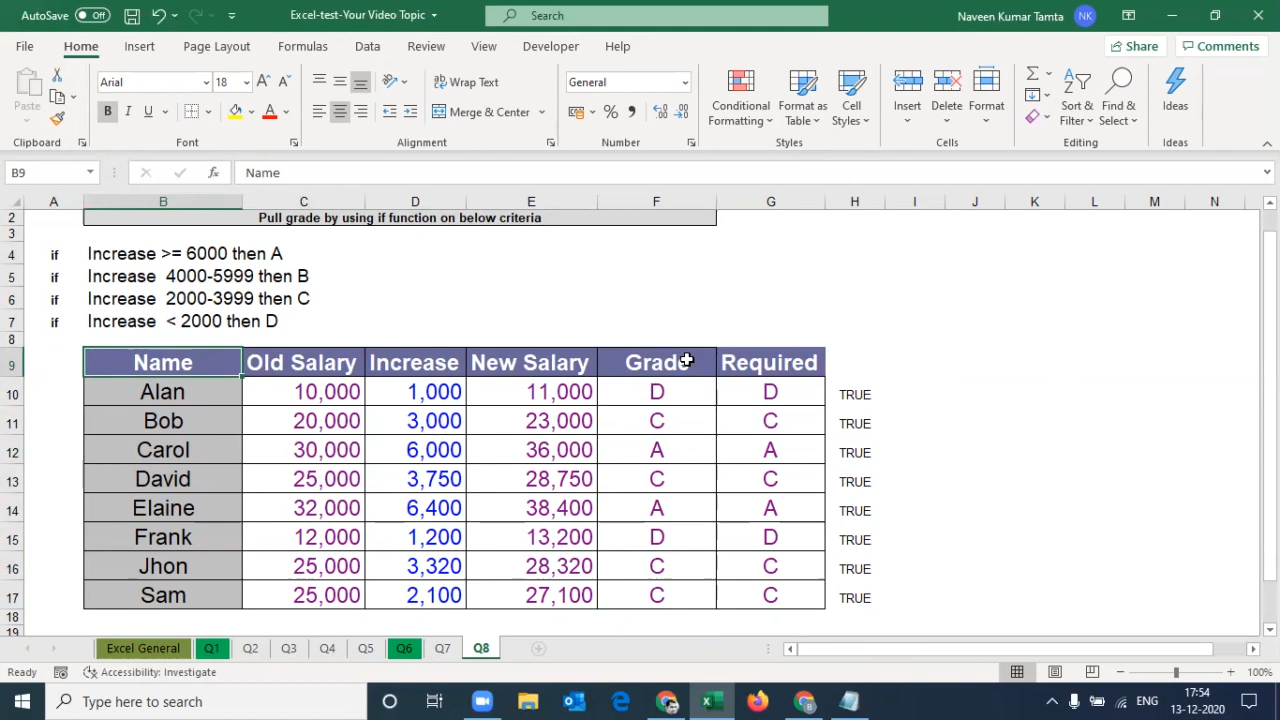 AutoSave Off
Excel-test-Your Video Topic
Search
Naveen Kumar Tamta NK
File Home Insert Page Layout Formulas Data Review View Developer Help Share Comments
Arial 18 Wrap Text General
B I U Merge & Center % ,
Paste Conditional Formatting Format as Table Cell Styles Insert Delete Format Sort & Filter Find & Select Ideas
Clipboard Font Alignment Number Styles Cells Editing Ideas
B9 fx Name
A B C D E F G H I J K L M N
2 Pull grade by using if function on below criteria
3
4 if Increase >= 6000 then A
5 if Increase 4000-5999 then B
6 if Increase 2000-3999 then C
7 if Increase < 2000 then D
8
9 Name Old Salary Increase New Salary Grade Required
10 Alan 10,000 1,000 11,000 D D TRUE
11 Bob 20,000 3,000 23,000 C C TRUE
12 Carol 30,000 6,000 36,000 A A TRUE
13 David 25,000 3,750 28,750 C C TRUE
14 Elaine 32,000 6,400 38,400 A A TRUE
15 Frank 12,000 1,200 13,200 D D TRUE
16 Jhon 25,000 3,320 28,320 C C TRUE
17 Sam 25,000 2,100 27,100 C C TRUE
18
19
Excel General Q1 Q2 Q3 Q4 Q5 Q6 Q7 Q8
Ready Accessibility: Investigate 100%
Type here to search ENG 17:54
13-12-2020